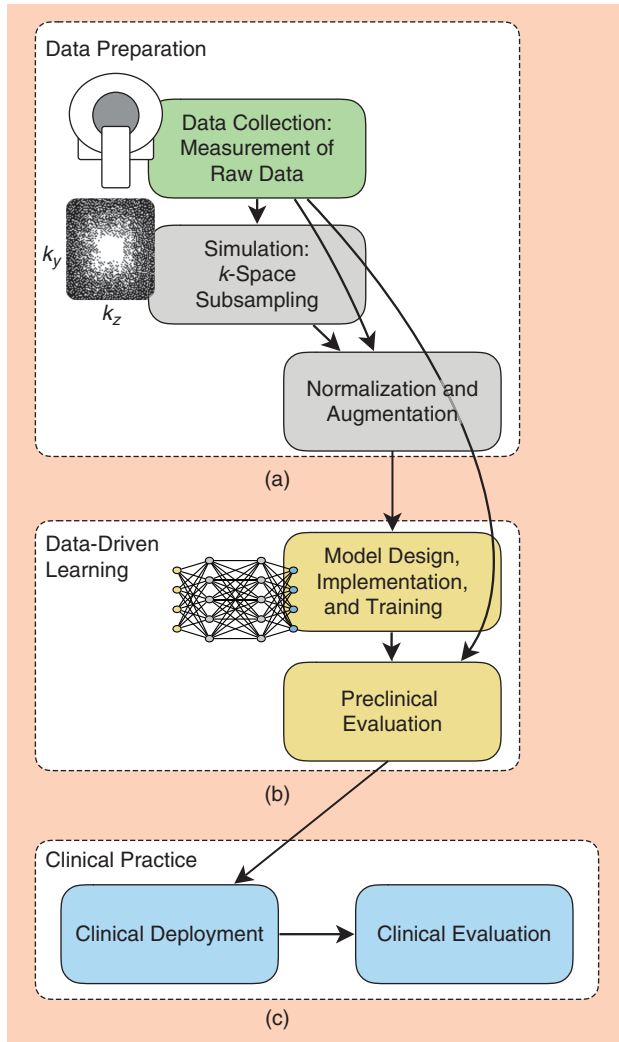 Data Preparation
Data Collection:
Measurement of
Raw Data
Simulation:
k-Space
Subsampling
ky
kz
Normalization and
Augmentation
(a)
Data-Driven
Learning
Model Design,
Implementation,
and Training
Preclinical
Evaluation
(b)
Clinical Practice
Clinical Deployment
Clinical Evaluation
(c)